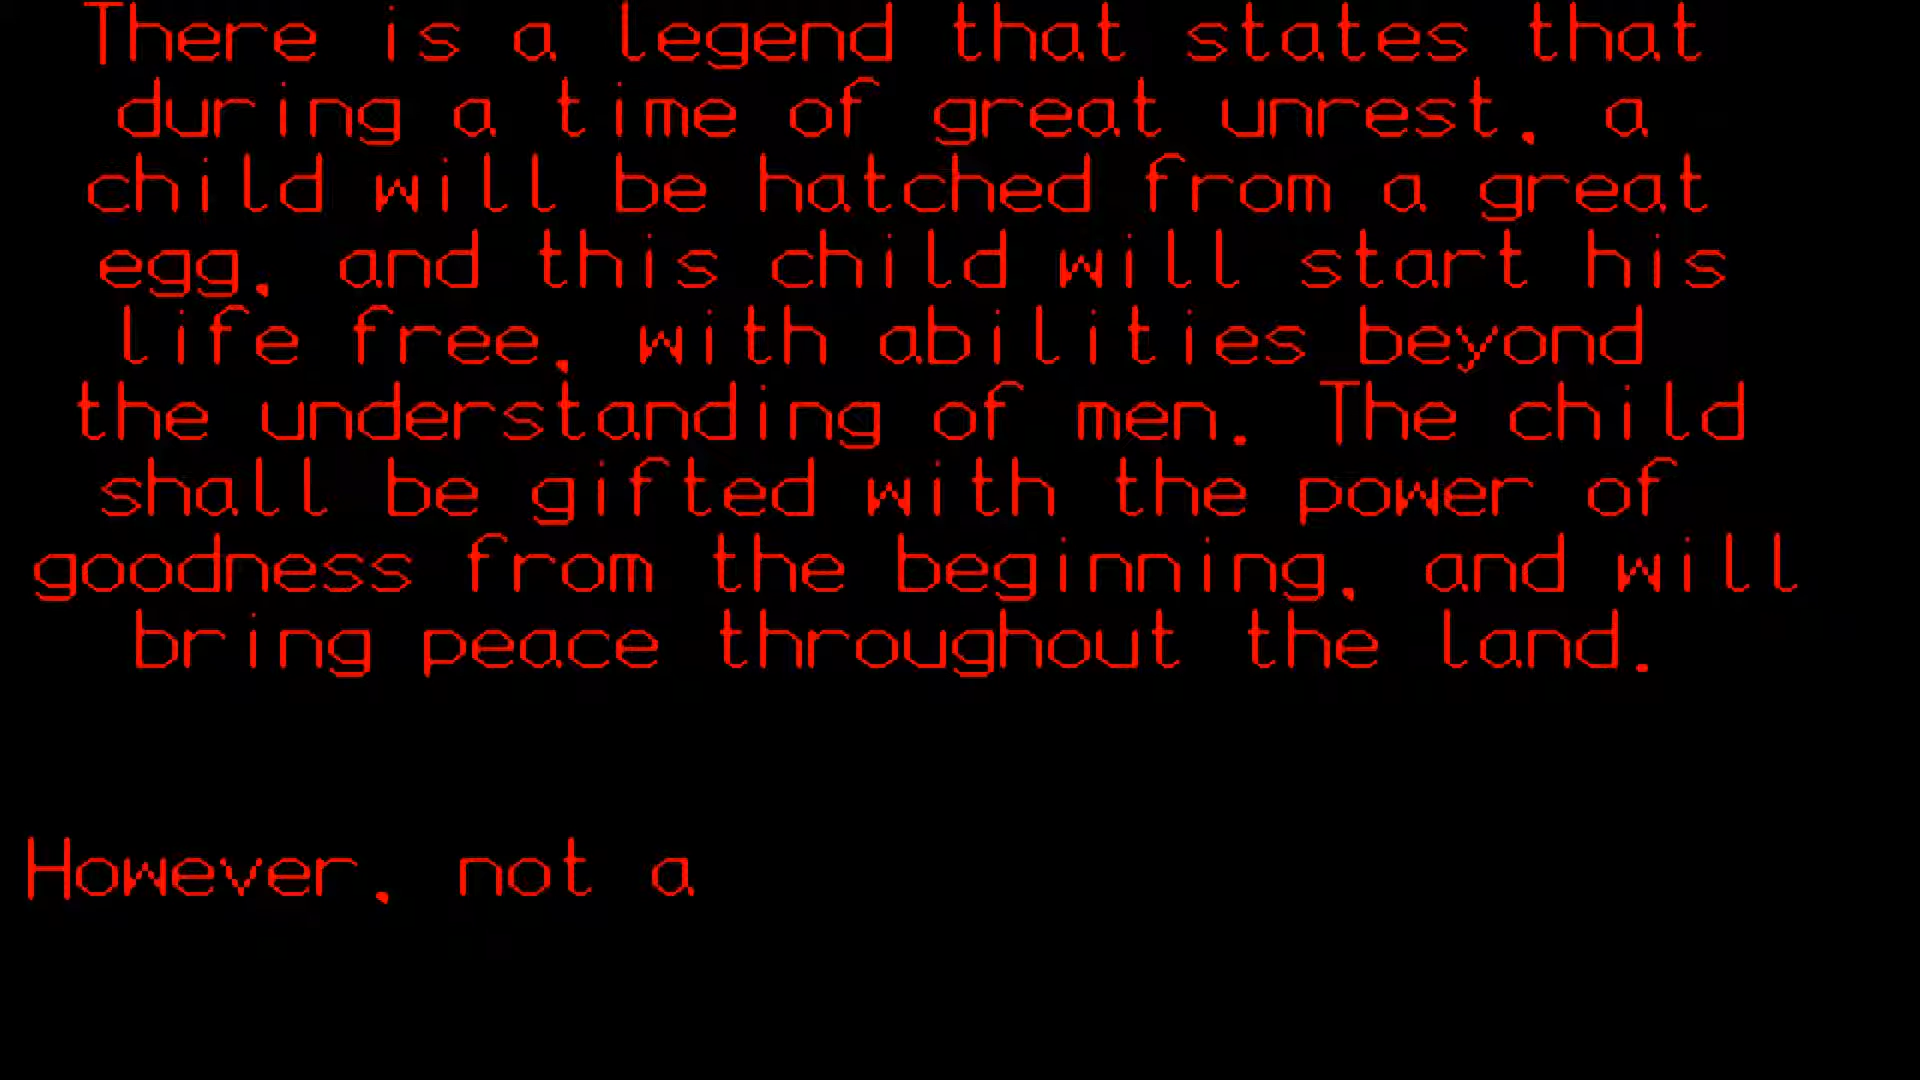 There is a legend that states that
during a time of great unrest, a
child will be hatched from a great
egg, and this child will start his
life free, with abilities beyond
the understanding of men. The child
shall be gifted with the power of
goodness from the beginning, and will
bring peace throughout the land.
However, not a